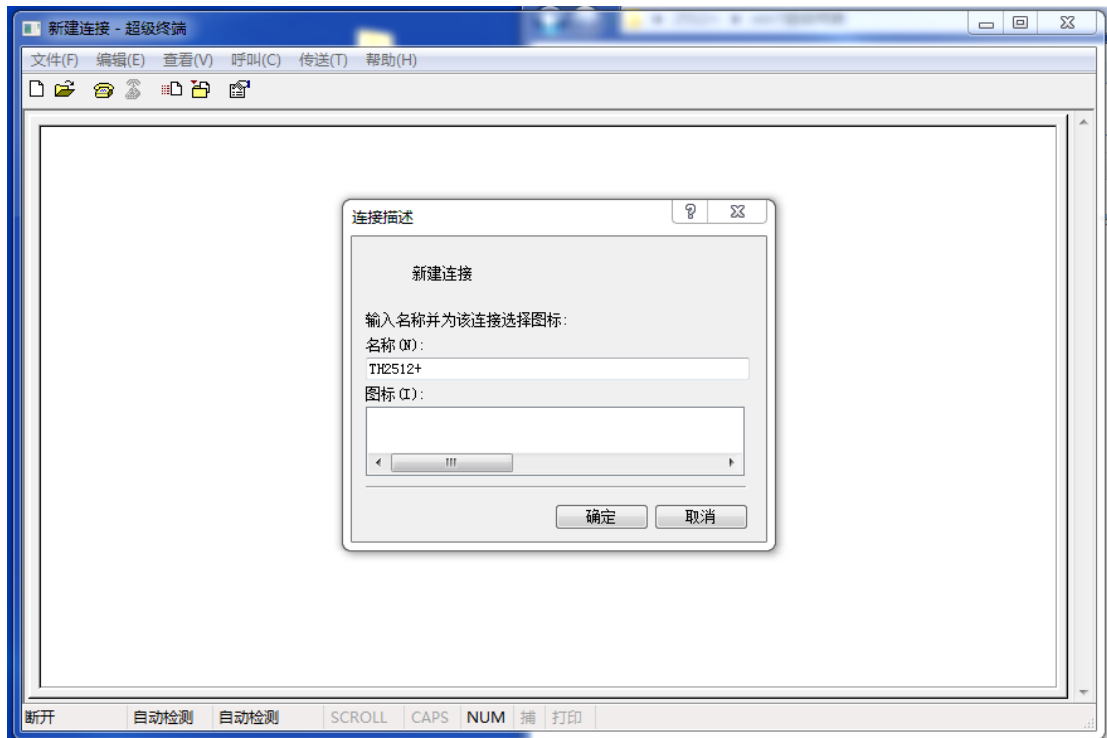 新建连接 - 超级终端
文件(F) 编辑(E) 查看(V) 呼叫(C) 传送(T) 帮助(H)
连接描述
新建连接
输入名称并为该连接选择图标:
名称(N):
TH2512+
图标(I):
确定 取消
断开 自动检测 自动检测 SCROLL CAPS NUM 捕 打印